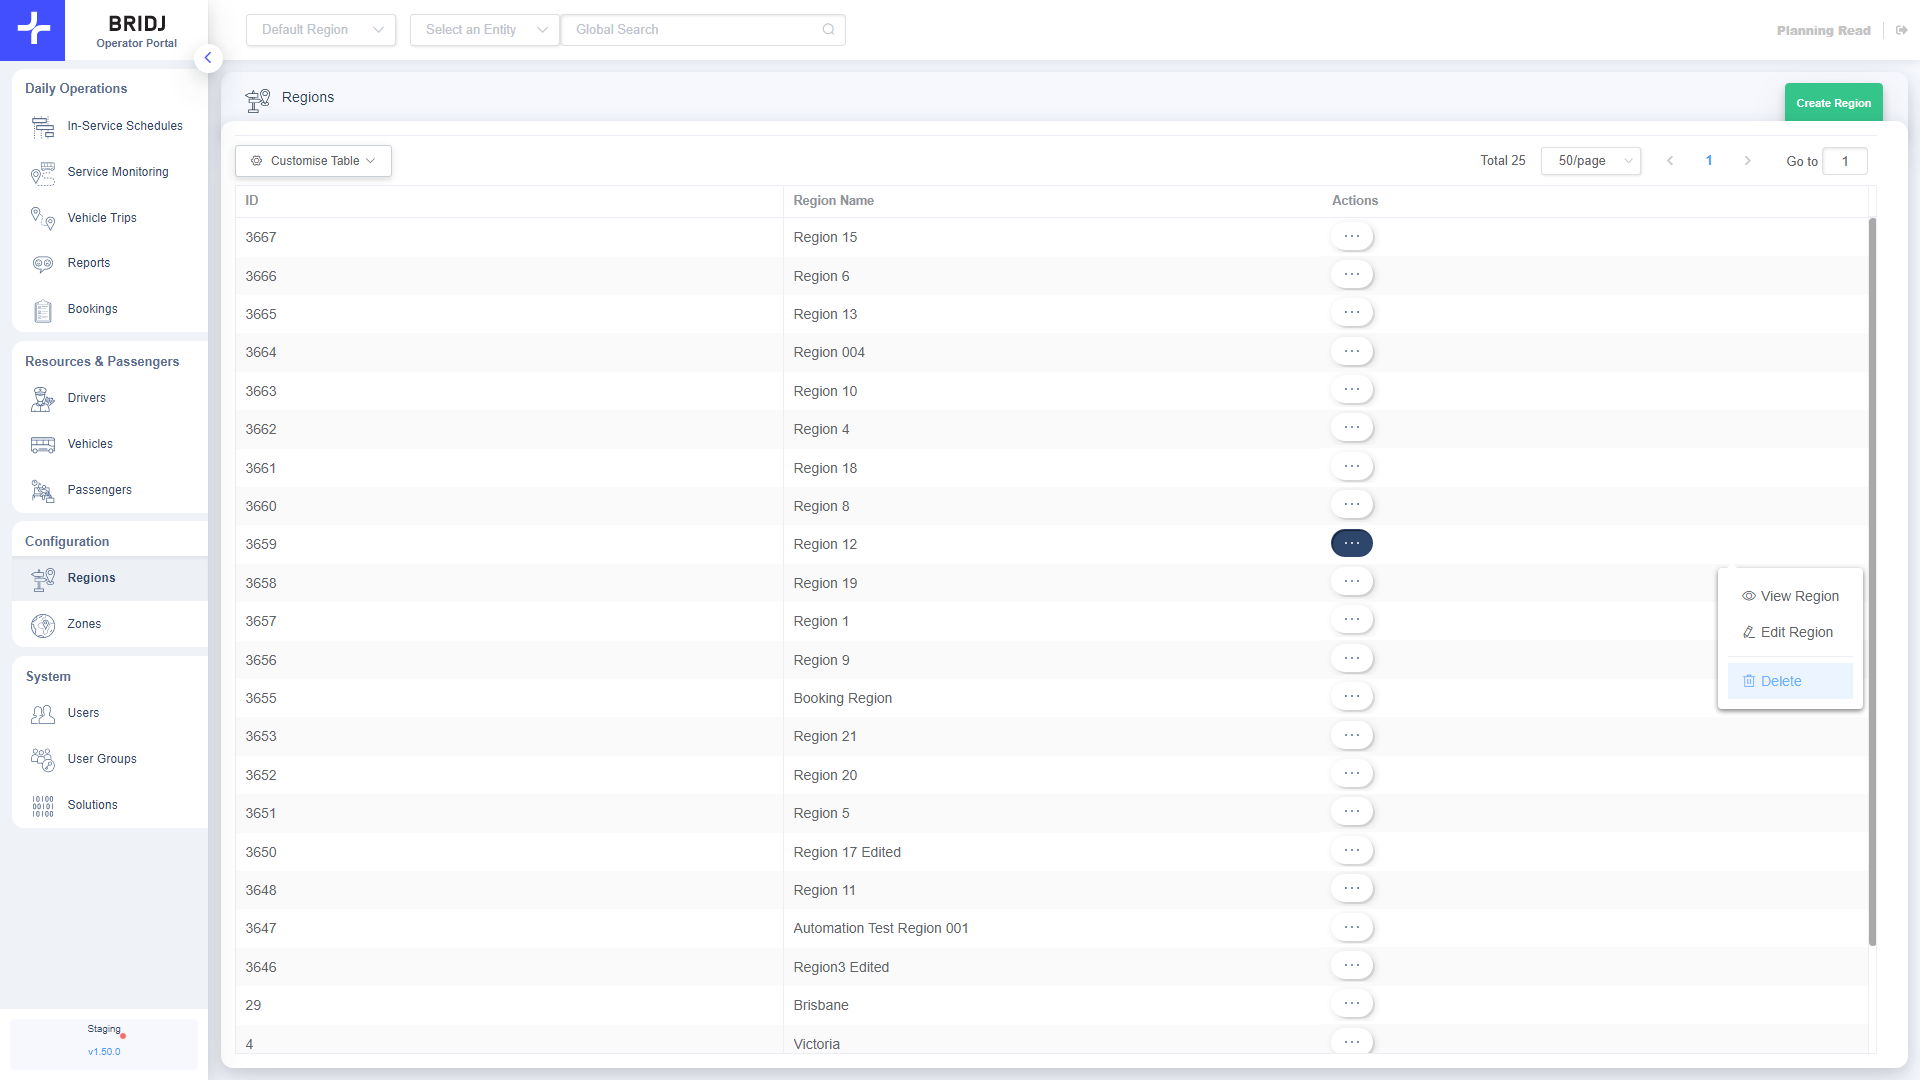 BRIDJ
Operator Portal
Default Region
Select an Entity
Global Search
Planning Read
Daily Operations
In-Service Schedules
Service Monitoring
Vehicle Trips
Reports
Bookings
Resources & Passengers
Drivers
Vehicles
Passengers
Configuration
Regions
Zones
System
Users
User Groups
Solutions
Staging
v1.50.0
Regions
Create Region
Customise Table
Total 25
50/page
1
Go to 1
ID Region Name Actions
3667 Region 15
3666 Region 6
3665 Region 13
3664 Region 004
3663 Region 10
3662 Region 4
3661 Region 18
3660 Region 8
3659 Region 12
3658 Region 19
3657 Region 1
3656 Region 9
3655 Booking Region
3653 Region 21
3652 Region 20
3651 Region 5
3650 Region 17 Edited
3648 Region 11
3647 Automation Test Region 001
3646 Region3 Edited
29 Brisbane
4 Victoria
View Region
Edit Region
Delete